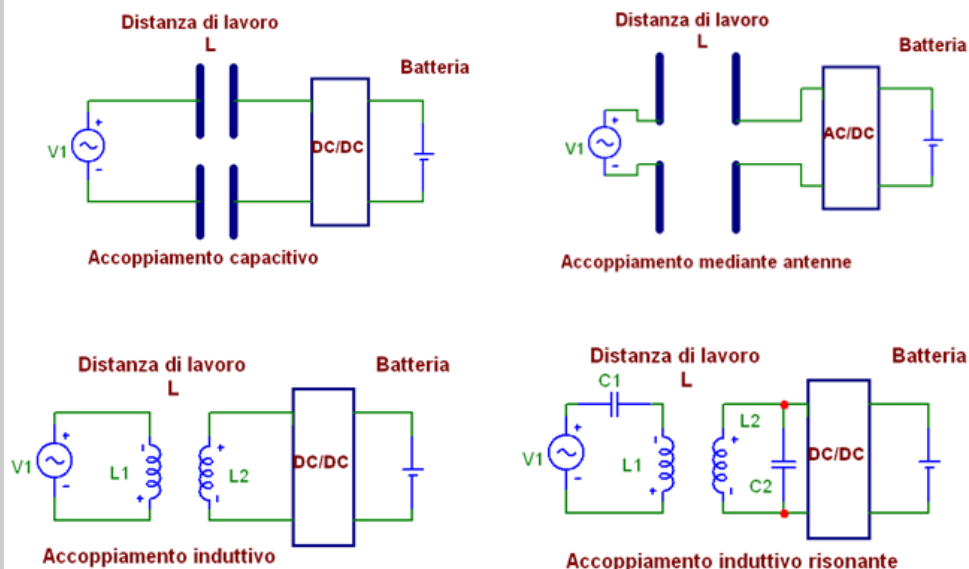 Distanza di lavoro
L
Batteria
V1
+
-
DC/DC
Accoppiamento capacitivo
Distanza di lavoro
L
Batteria
V1
+
-
AC/DC
Accoppiamento mediante antenne
Distanza di lavoro
L
Batteria
V1
+
-
L1
-
+
+
-
L2
DC/DC
Accoppiamento induttivo
Distanza di lavoro
L
Batteria
C1
V1
+
-
L1
-
+
+
-
L2
C2
DC/DC
Accoppiamento induttivo risonante